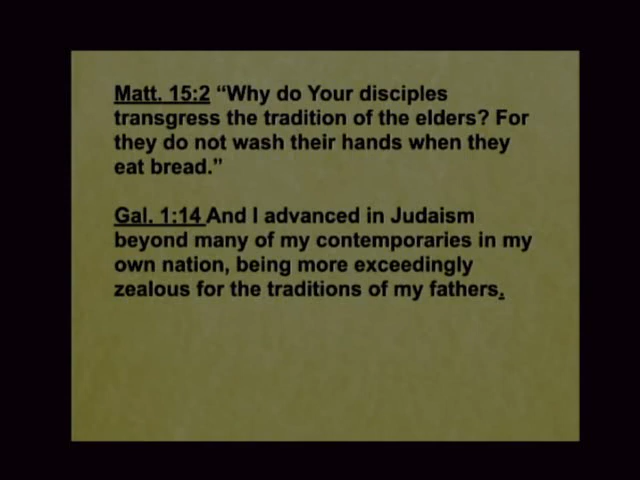 Matt. 15:2 “Why do Your disciples
transgress the tradition of the elders? For
they do not wash their hands when they
eat bread.”
Gal. 1:14 And I advanced in Judaism
beyond many of my contemporaries in my
own nation, being more exceedingly
zealous for the traditions of my fathers.